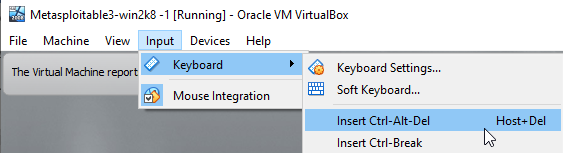 Metasploitable3-win2k8 -1 [Running] - Oracle VM VirtualBox
File Machine View Input Devices Help
The Virtual Machine report
Keyboard
Mouse Integration
Keyboard Settings...
Soft Keyboard...
Insert Ctrl-Alt-Del Host+Del
Insert Ctrl-Break